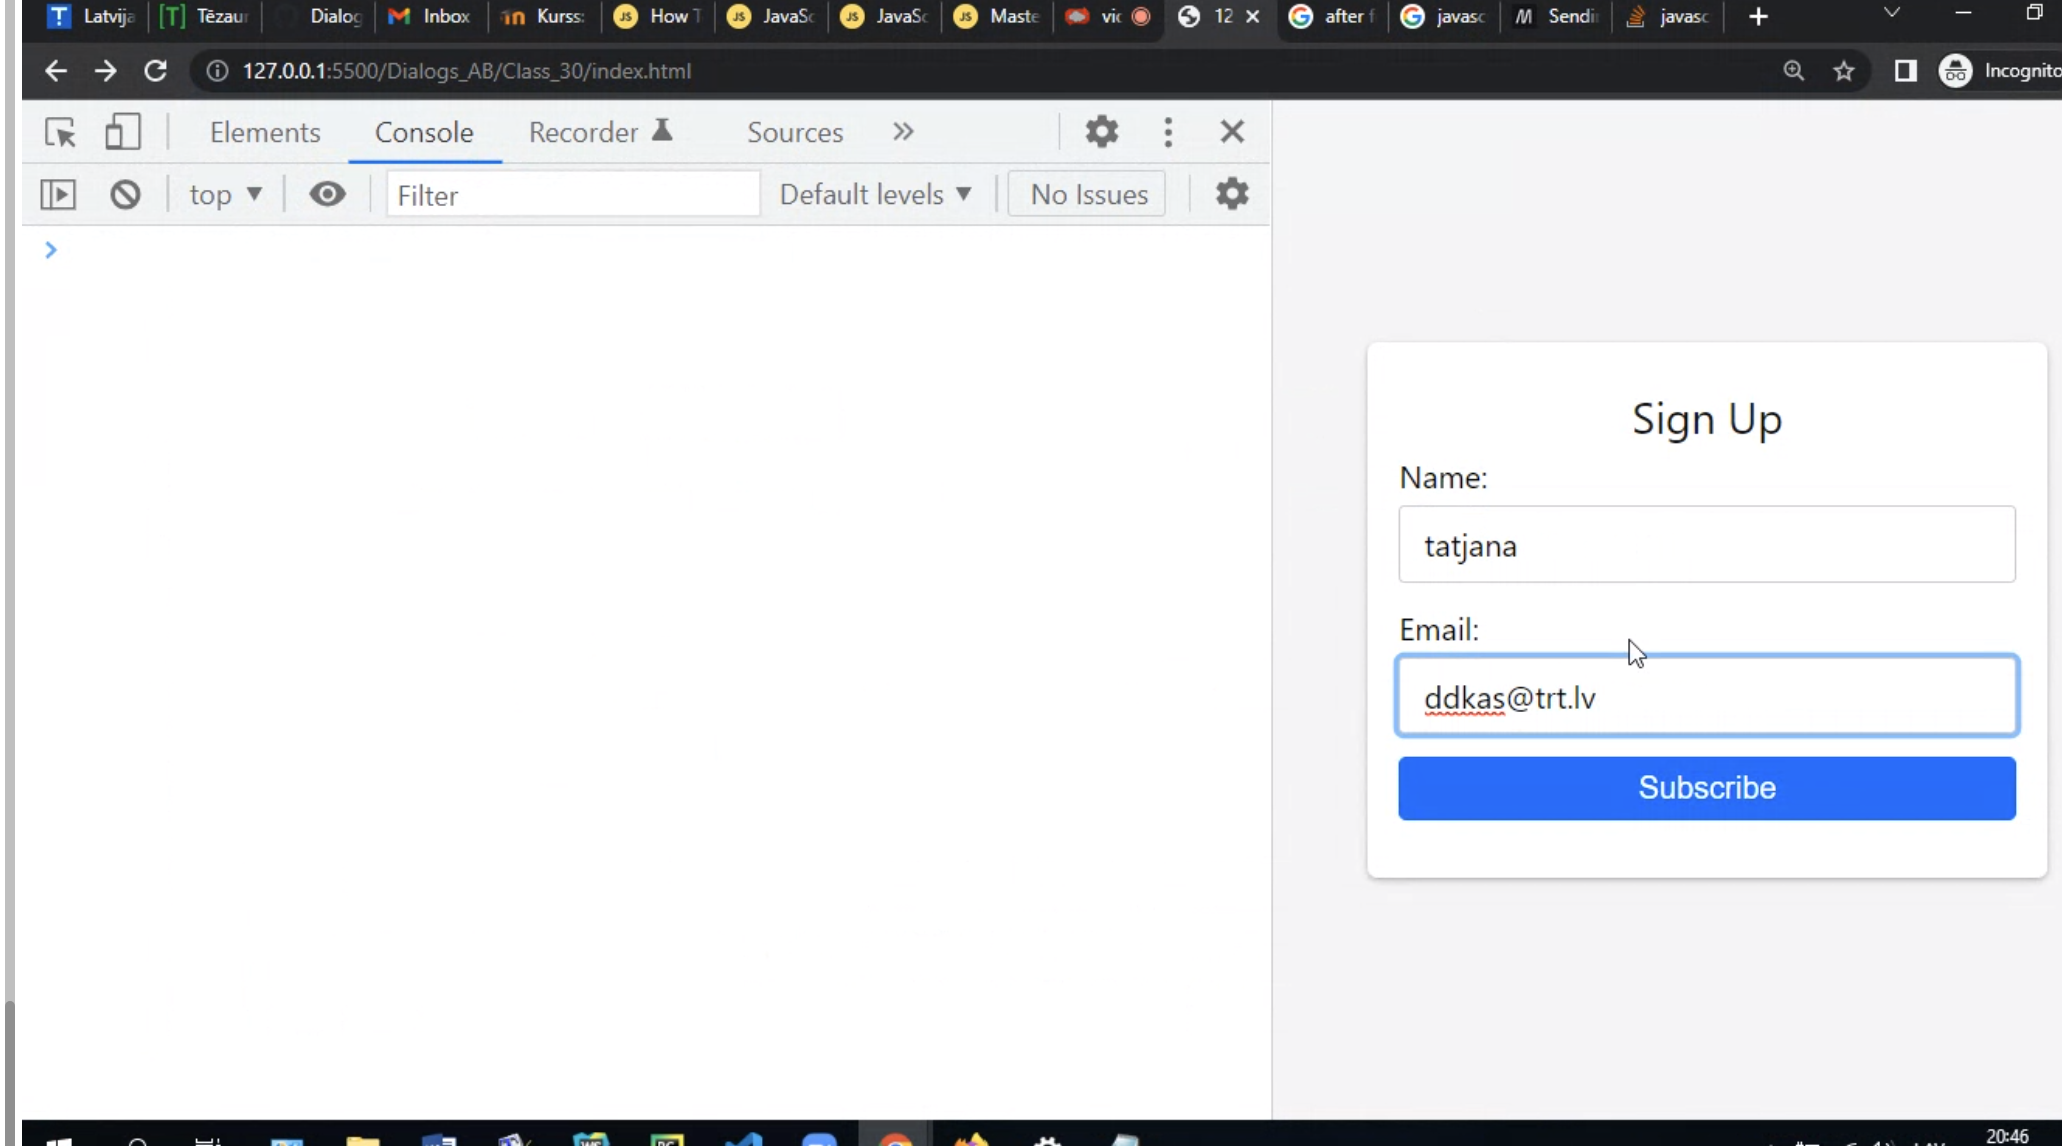 Latvija Tēzaur Dialog Inbox Kurss: How T JavaSc JavaSc Maste vic 12 after f javasc Sendi javasc
127.0.0.1:5500/Dialogs_AB/Class_30/index.html Incognito
Elements Console Recorder Sources
top Filter Default levels No Issues
Sign Up
Name:
tatjana
Email:
ddkas@trt.lv
Subscribe
20:46